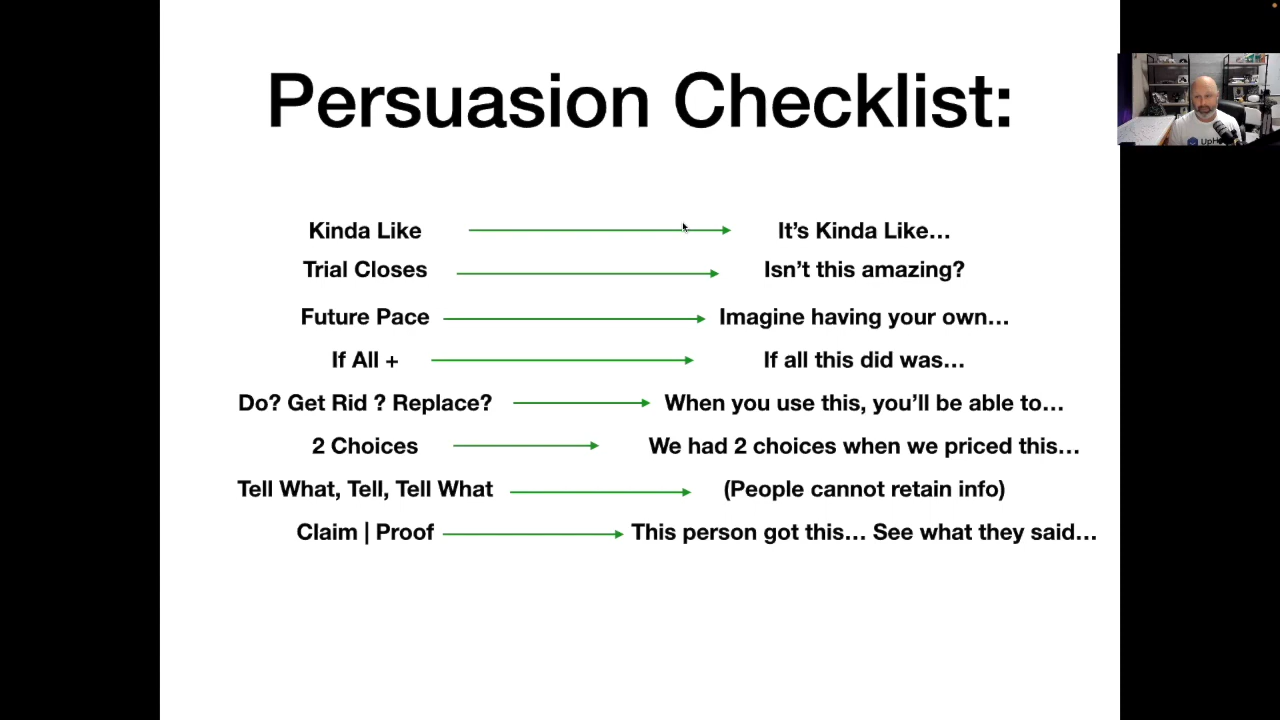 Persuasion Checklist:
Kinda Like It’s Kinda Like…
Trial Closes Isn’t this amazing?
Future Pace Imagine having your own…
If All + If all this did was…
Do? Get Rid ? Replace? When you use this, you’ll be able to…
2 Choices We had 2 choices when we priced this…
Tell What, Tell, Tell What (People cannot retain info)
Claim | Proof This person got this… See what they said…